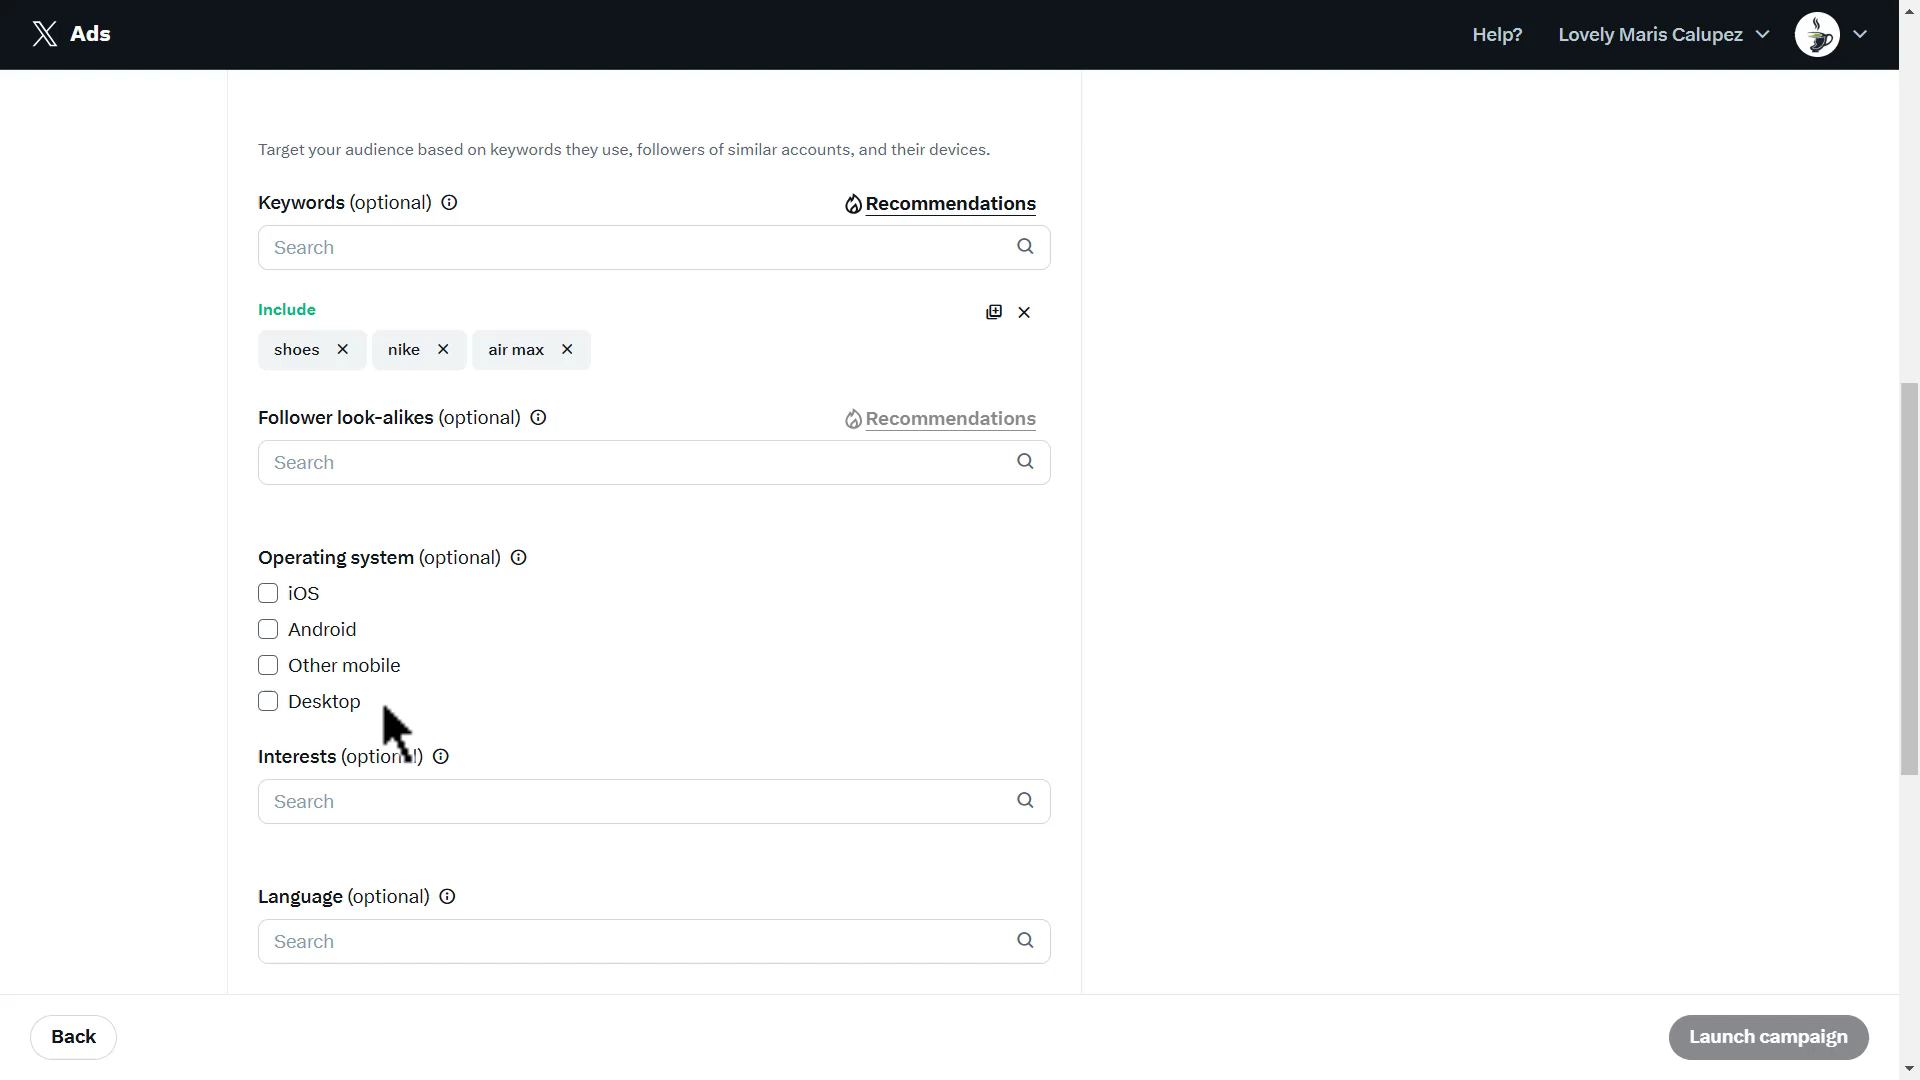 Ads
Help?
Lovely Maris Calupez
Target your audience based on keywords they use, followers of similar accounts, and their devices.
Keywords (optional)
Recommendations
Search
Include
shoes
nike
air max
Follower look-alikes (optional)
Recommendations
Search
Operating system (optional)
iOS
Android
Other mobile
Desktop
Interests (optional)
Search
Language (optional)
Search
Back
Launch campaign